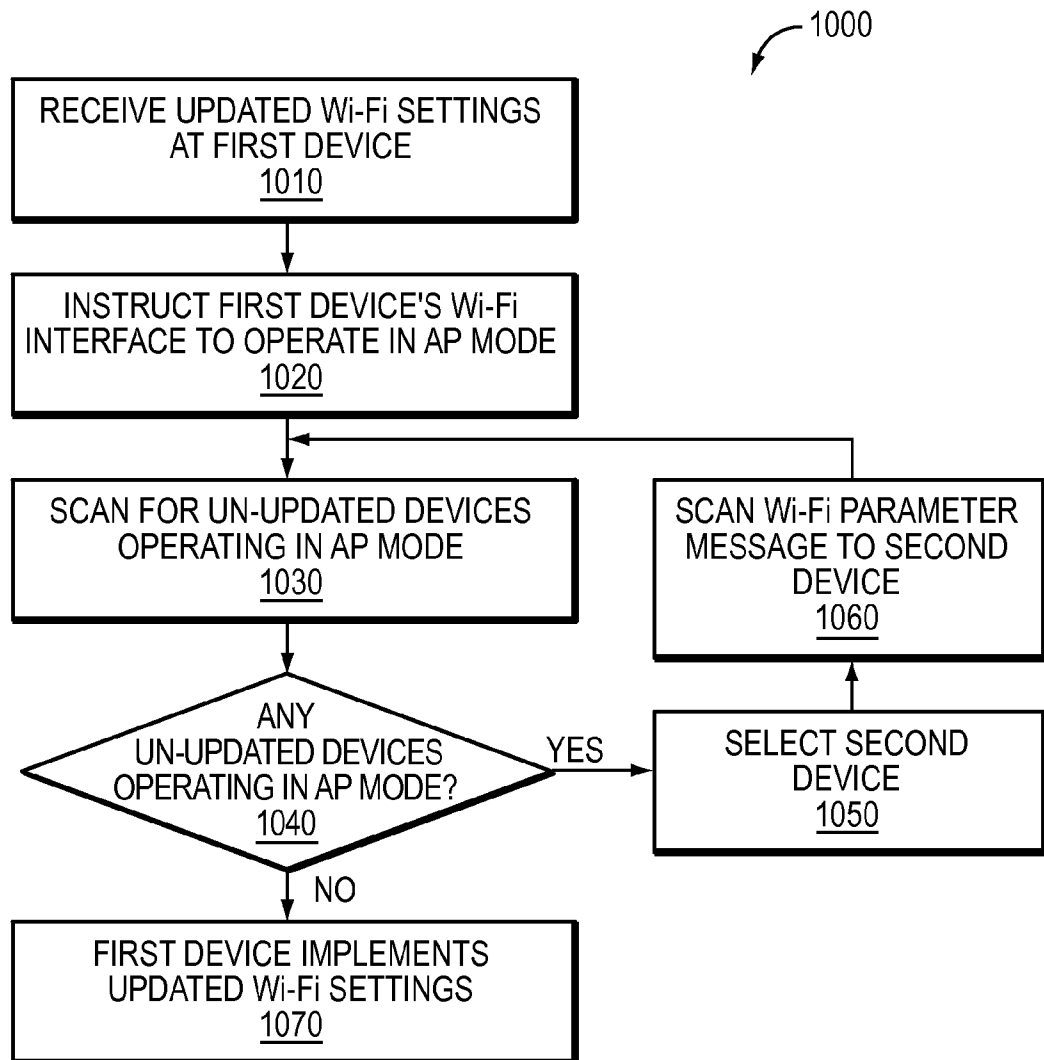 1000
RECEIVE UPDATED Wi-Fi SETTINGS
AT FIRST DEVICE
1010
INSTRUCT FIRST DEVICE'S Wi-Fi
INTERFACE TO OPERATE IN AP MODE
1020
SCAN FOR UN-UPDATED DEVICES
OPERATING IN AP MODE
1030
SCAN Wi-Fi PARAMETER
MESSAGE TO SECOND
DEVICE
1060
ANY
UN-UPDATED DEVICES
OPERATING IN AP MODE?
1040
YES
SELECT SECOND
DEVICE
1050
NO
FIRST DEVICE IMPLEMENTS
UPDATED Wi-Fi SETTINGS
1070